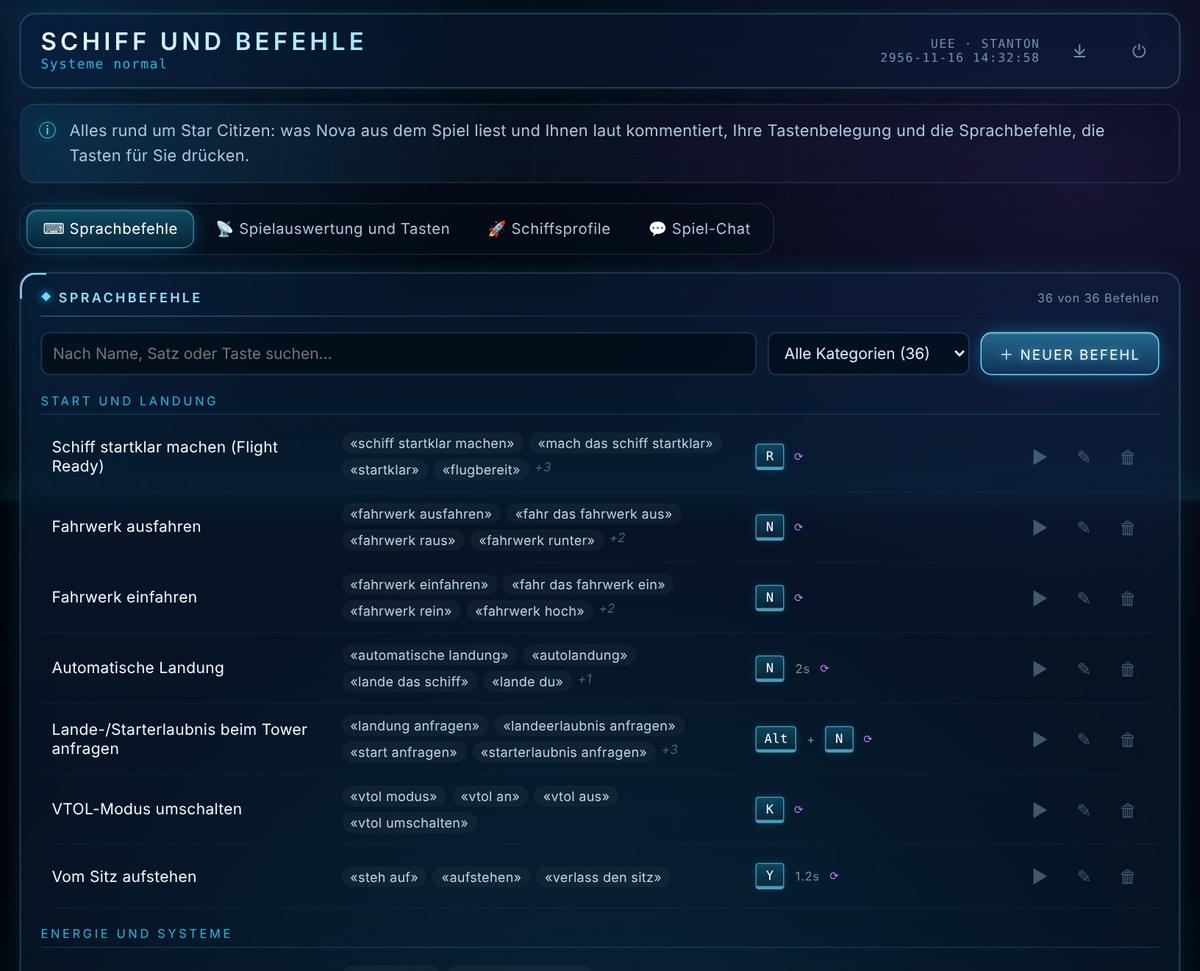 SCHIFF UND BEFEHLE
Systeme normal
UEE · STANTON
2956-11-16 14:32:58
Alles rund um Star Citizen: was Nova aus dem Spiel liest und Ihnen laut kommentiert, Ihre Tastenbelegung und die Sprachbefehle, die
Tasten für Sie drücken.
Sprachbefehle
Spielauswertung und Tasten
Schiffsprofile
Spiel-Chat
SPRACHBEFEHLE
36 von 36 Befehlen
Nach Name, Satz oder Taste suchen...
Alle Kategorien (36)
+ NEUER BEFEHL
START UND LANDUNG
Schiff startklar machen (Flight
Ready)
«schiff startklar machen» «mach das schiff startklar»
«startklar» «flugbereit» +3
R
Fahrwerk ausfahren
«fahrwerk ausfahren» «fahr das fahrwerk aus»
«fahrwerk raus» «fahrwerk runter» +2
N
Fahrwerk einfahren
«fahrwerk einfahren» «fahr das fahrwerk ein»
«fahrwerk rein» «fahrwerk hoch» +2
N
Automatische Landung
«automatische landung» «autolandung»
«lande das schiff» «lande du» +1
N 2s
Lande-/Starterlaubnis beim Tower
anfragen
«landung anfragen» «landeerlaubnis anfragen»
«start anfragen» «starterlaubnis anfragen» +3
Alt + N
VTOL-Modus umschalten
«vtol modus» «vtol an» «vtol aus»
«vtol umschalten»
K
Vom Sitz aufstehen
«steh auf» «aufstehen» «verlass den sitz»
Y 1.2s
ENERGIE UND SYSTEME